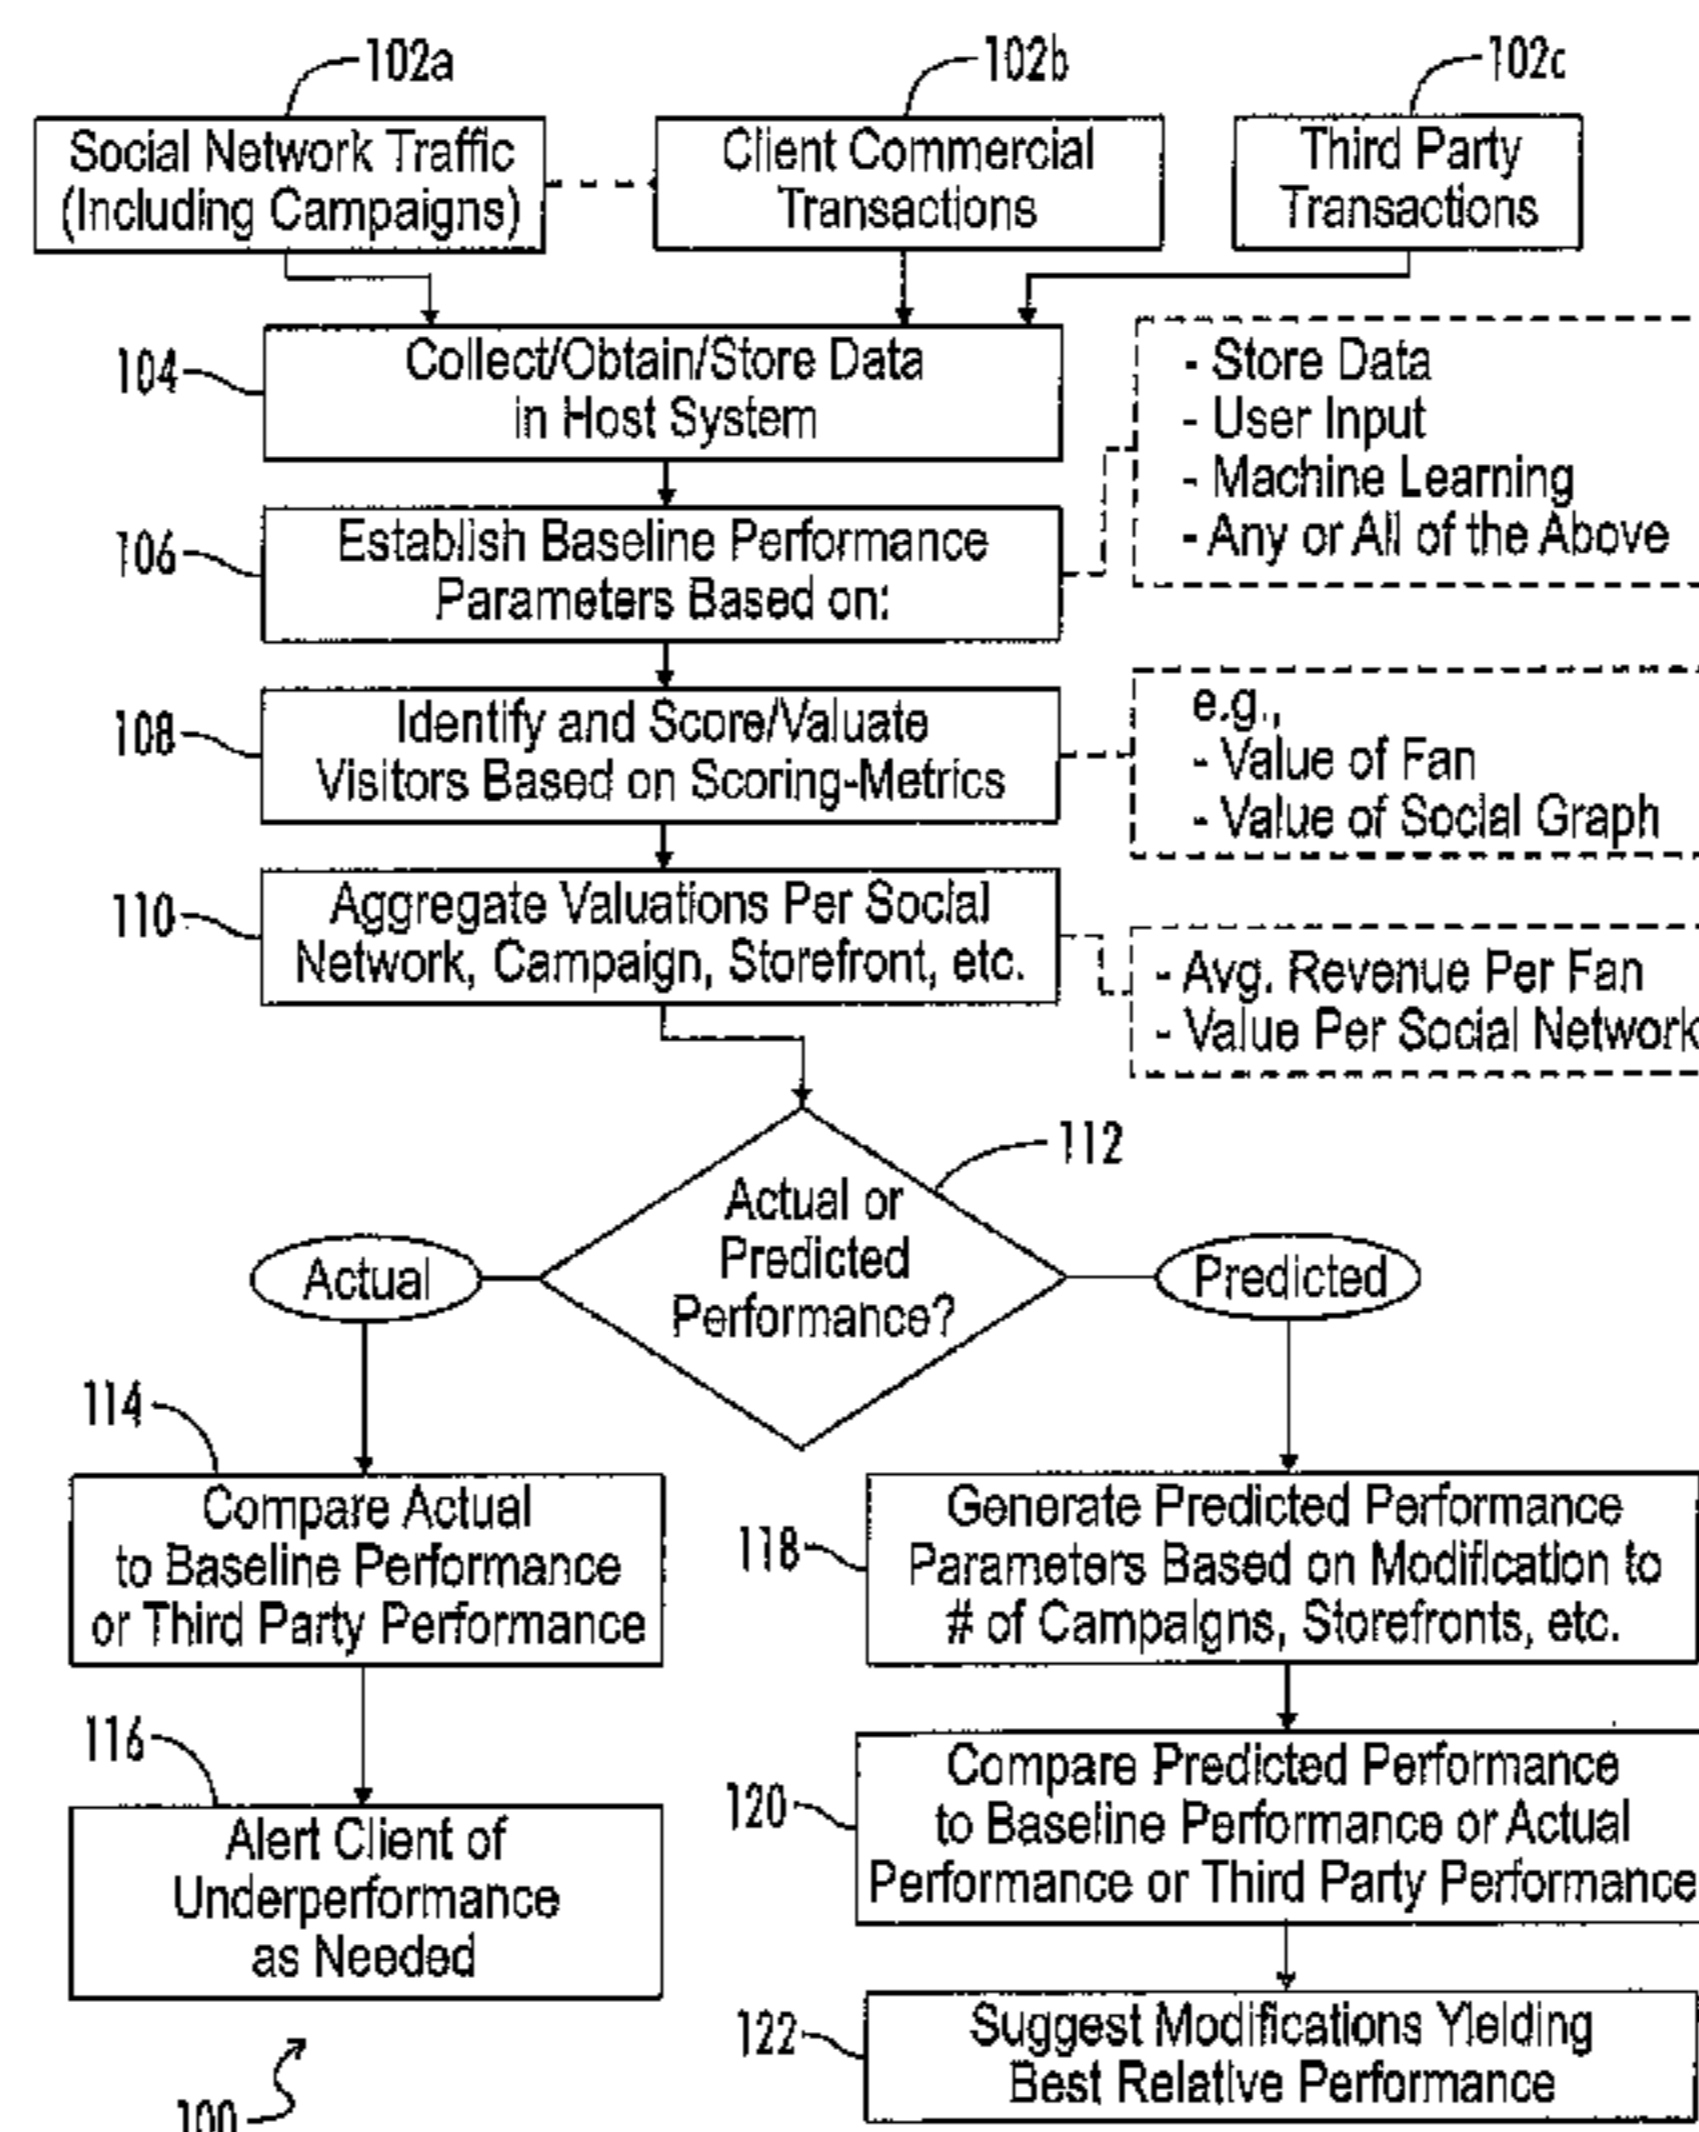 102a
102b
102c
Social Network Traffic
(Including Campaigns)
Client Commercial
Transactions
Third Party
Transactions
104
Collect/Obtain/Store Data
in Host System
- Store Data
- User Input
- Machine Learning
- Any or All of the Above
106
Establish Baseline Performance
Parameters Based on:
108
Identify and Score/Valuate
Visitors Based on Scoring-Metrics
e.g.,
- Value of Fan
- Value of Social Graph
110
Aggregate Valuations Per Social
Network, Campaign, Storefront, etc.
- Avg. Revenue Per Fan
- Value Per Social Network
112
Actual or
Predicted
Performance?
Actual
Predicted
114
Compare Actual
to Baseline Performance
or Third Party Performance
118
Generate Predicted Performance
Parameters Based on Modification to
# of Campaigns, Storefronts, etc.
116
Alert Client of
Underperformance
as Needed
120
Compare Predicted Performance
to Baseline Performance or Actual
Performance or Third Party Performance
122
Suggest Modifications Yielding
Best Relative Performance
100